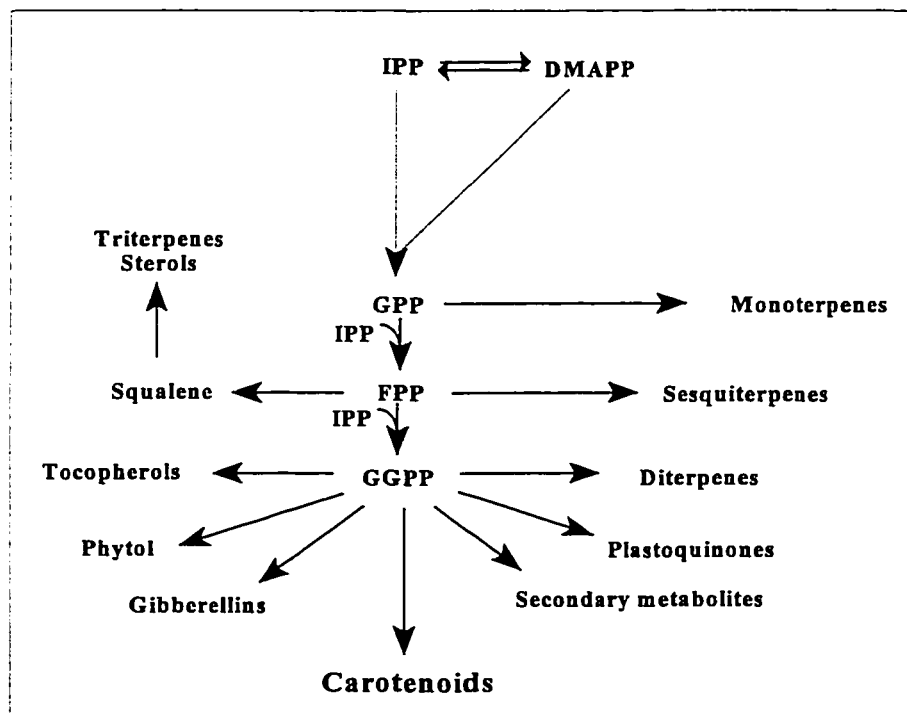 IPP DMAPP
Triterpenes
Sterols
GPP Monoterpenes
IPP
Squalene FPP Sesquiterpenes
IPP
Tocopherols GGPP Diterpenes
Phytol Plastoquinones
Gibberellins Secondary metabolites
Carotenoids